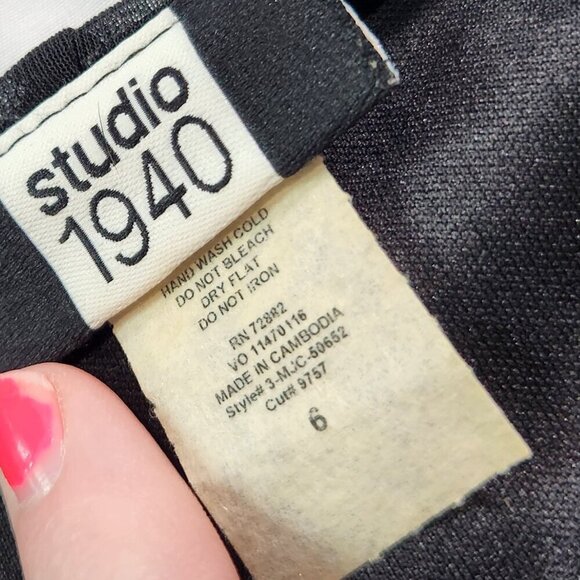 studio
1940
HAND WASH COLD
DO NOT BLEACH
DRY FLAT
DO NOT IRON
RN 72882
VO 11470116
MADE IN CAMBODIA
Style# 3-MJC-50652
Cut# 9757
6